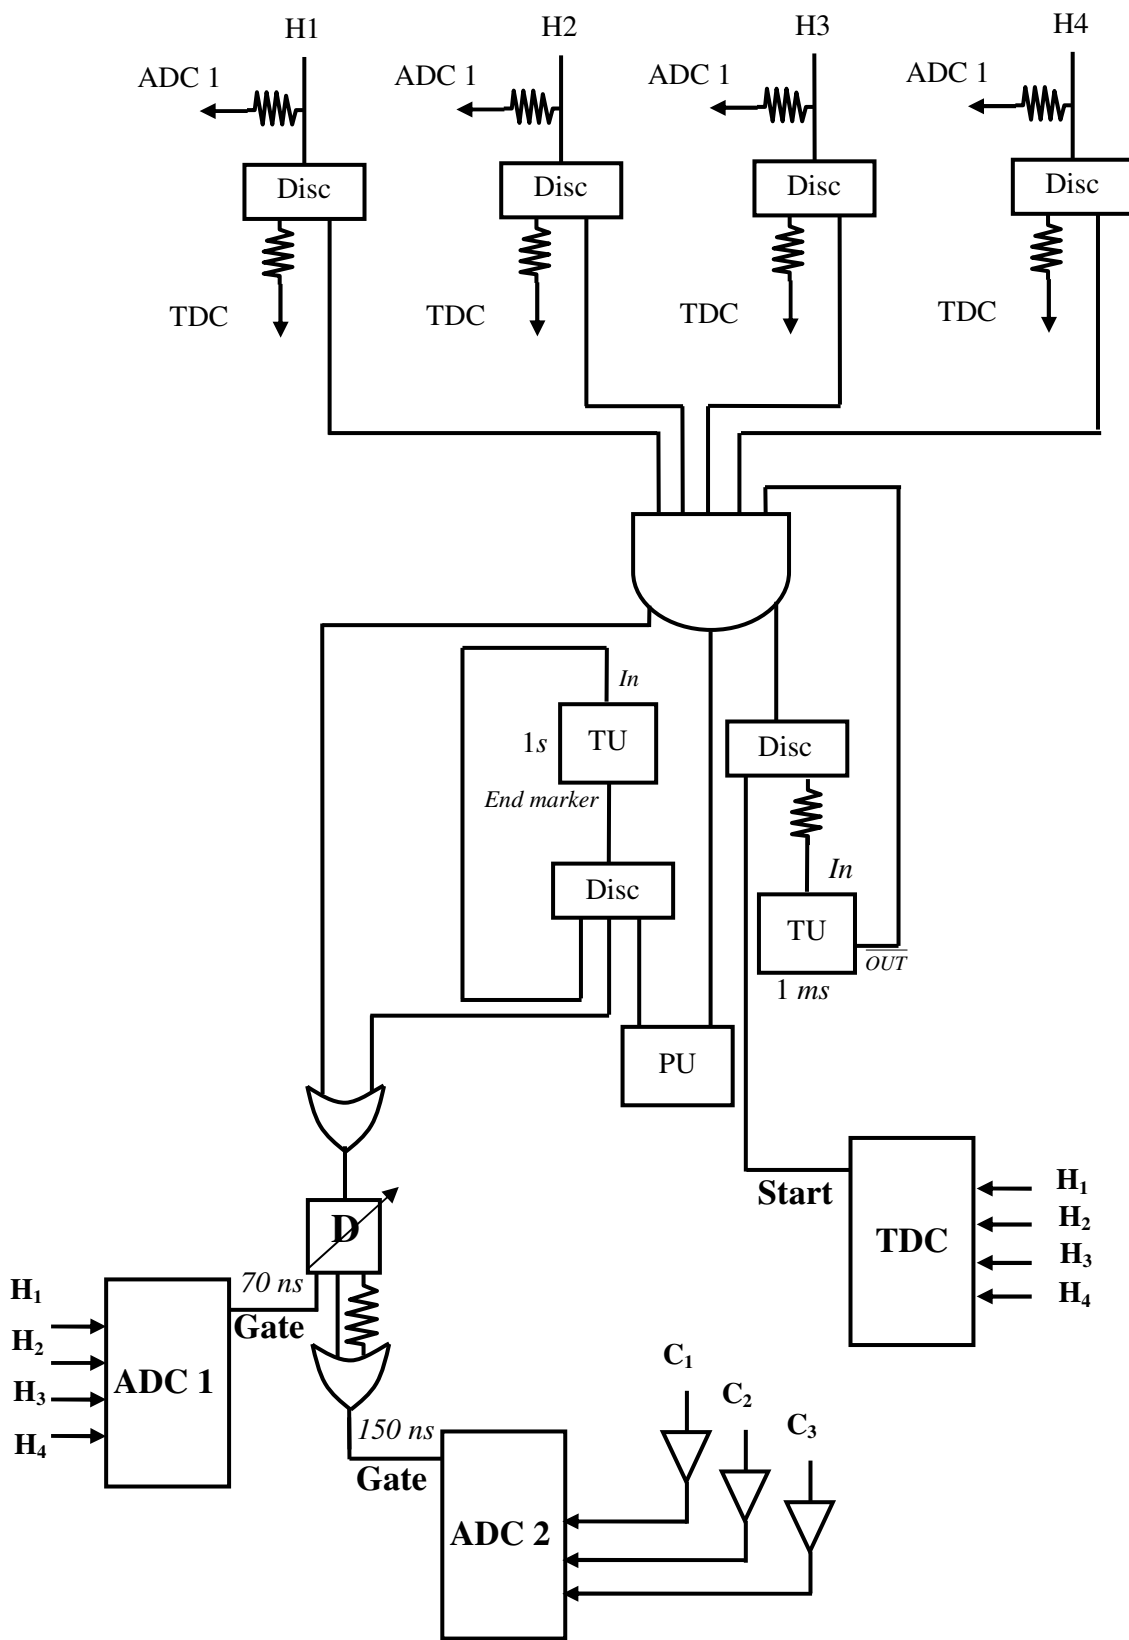 H1
H2
H3
H4
ADC 1
ADC 1
ADC 1
ADC 1
Disc
Disc
Disc
Disc
TDC
TDC
TDC
TDC
In
1s
TU
End marker
Disc
Disc
In
TU
OUT
1 ms
PU
D
70 ns
Gate
H₁
H₂
H₃
H₄
ADC 1
150 ns
Gate
ADC 2
C₁
C₂
C₃
Start
TDC
H₁
H₂
H₃
H₄